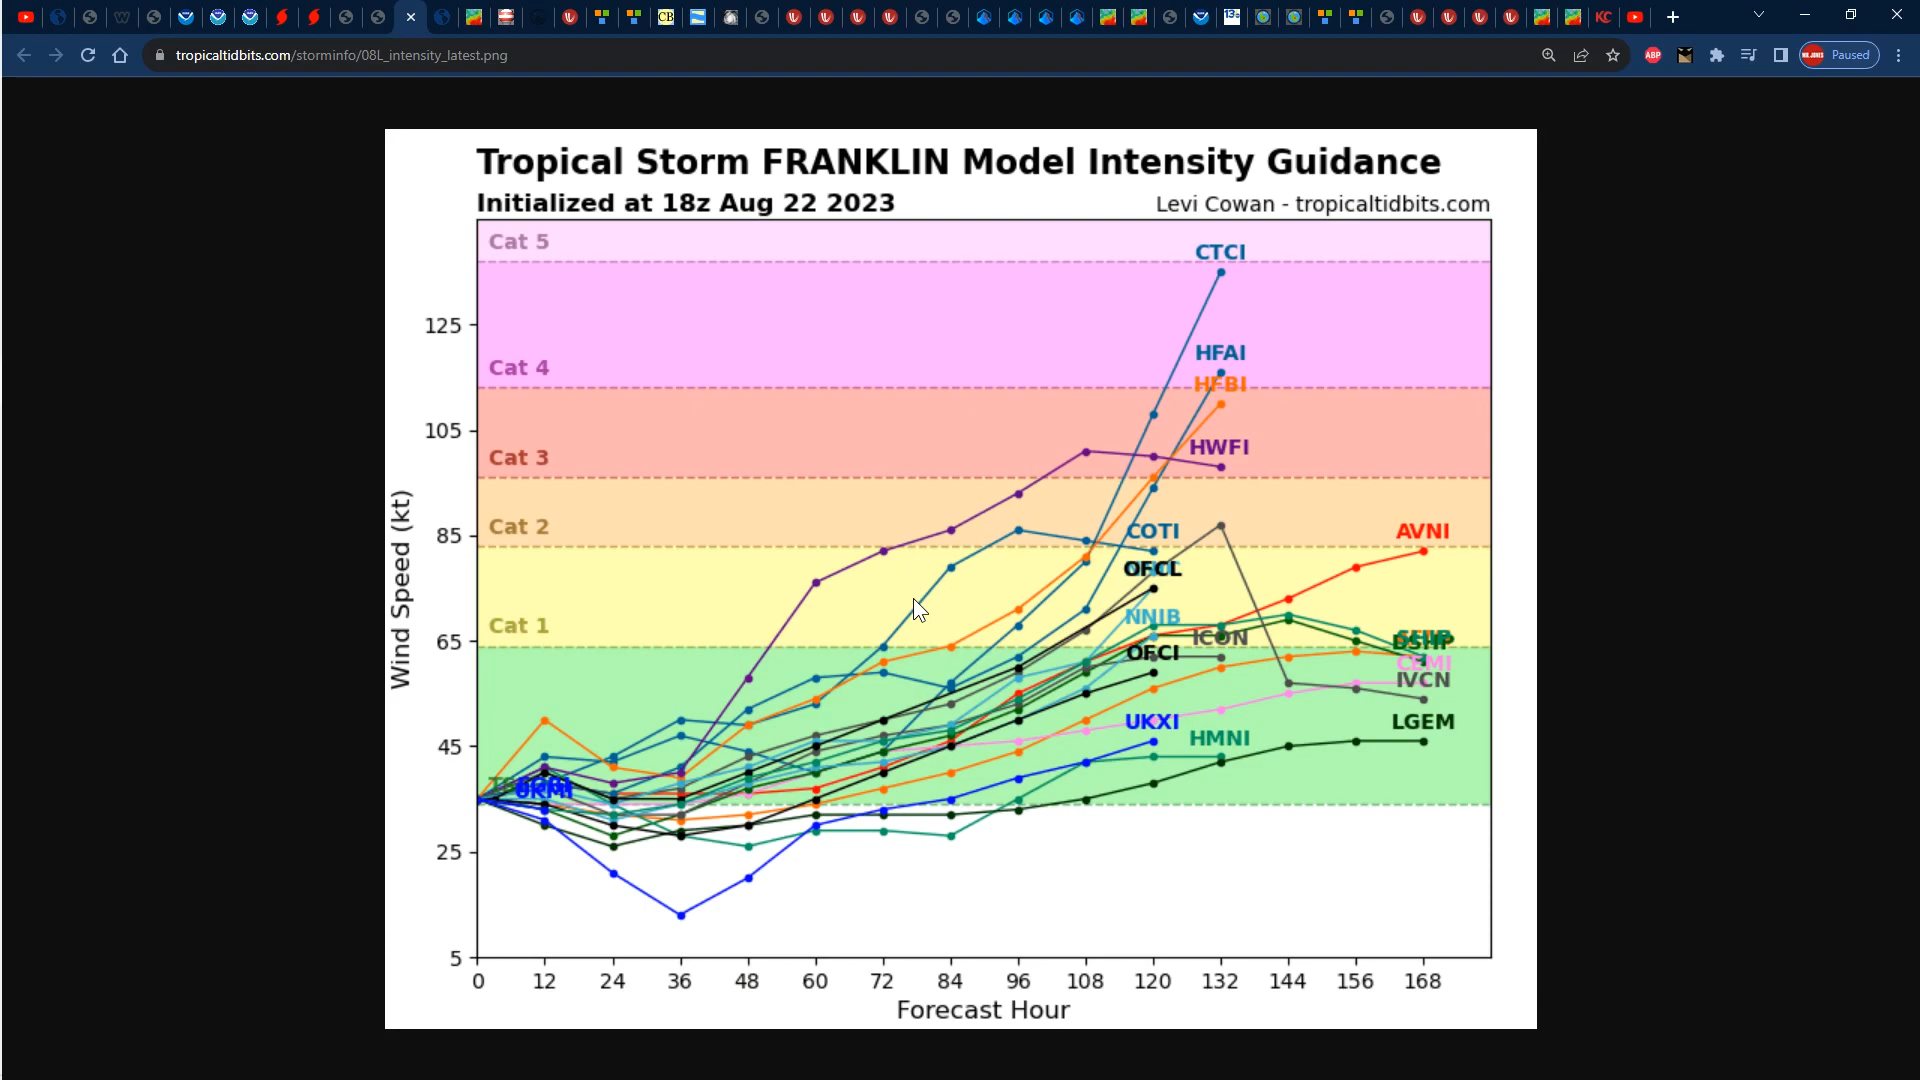 tropicaltidbits.com/storminfo/08L_intensity_latest.png
ABP
Paused
Tropical Storm FRANKLIN Model Intensity Guidance
Initialized at 18z Aug 22 2023
Levi Cowan - tropicaltidbits.com
Cat 5
CTCI
125
HFAI
Cat 4
HFBI
105
HWFI
Cat 3
Cat 2
COTI
AVNI
85
OFCL
NNIB
Cat 1
ICON
65
DSHP
OFCI
CEMI
IVCN
UKXI
LGEM
HMNI
45
UKMI
25
5
Wind Speed (kt)
0 12 24 36 48 60 72 84 96 108 120 132 144 156 168
Forecast Hour